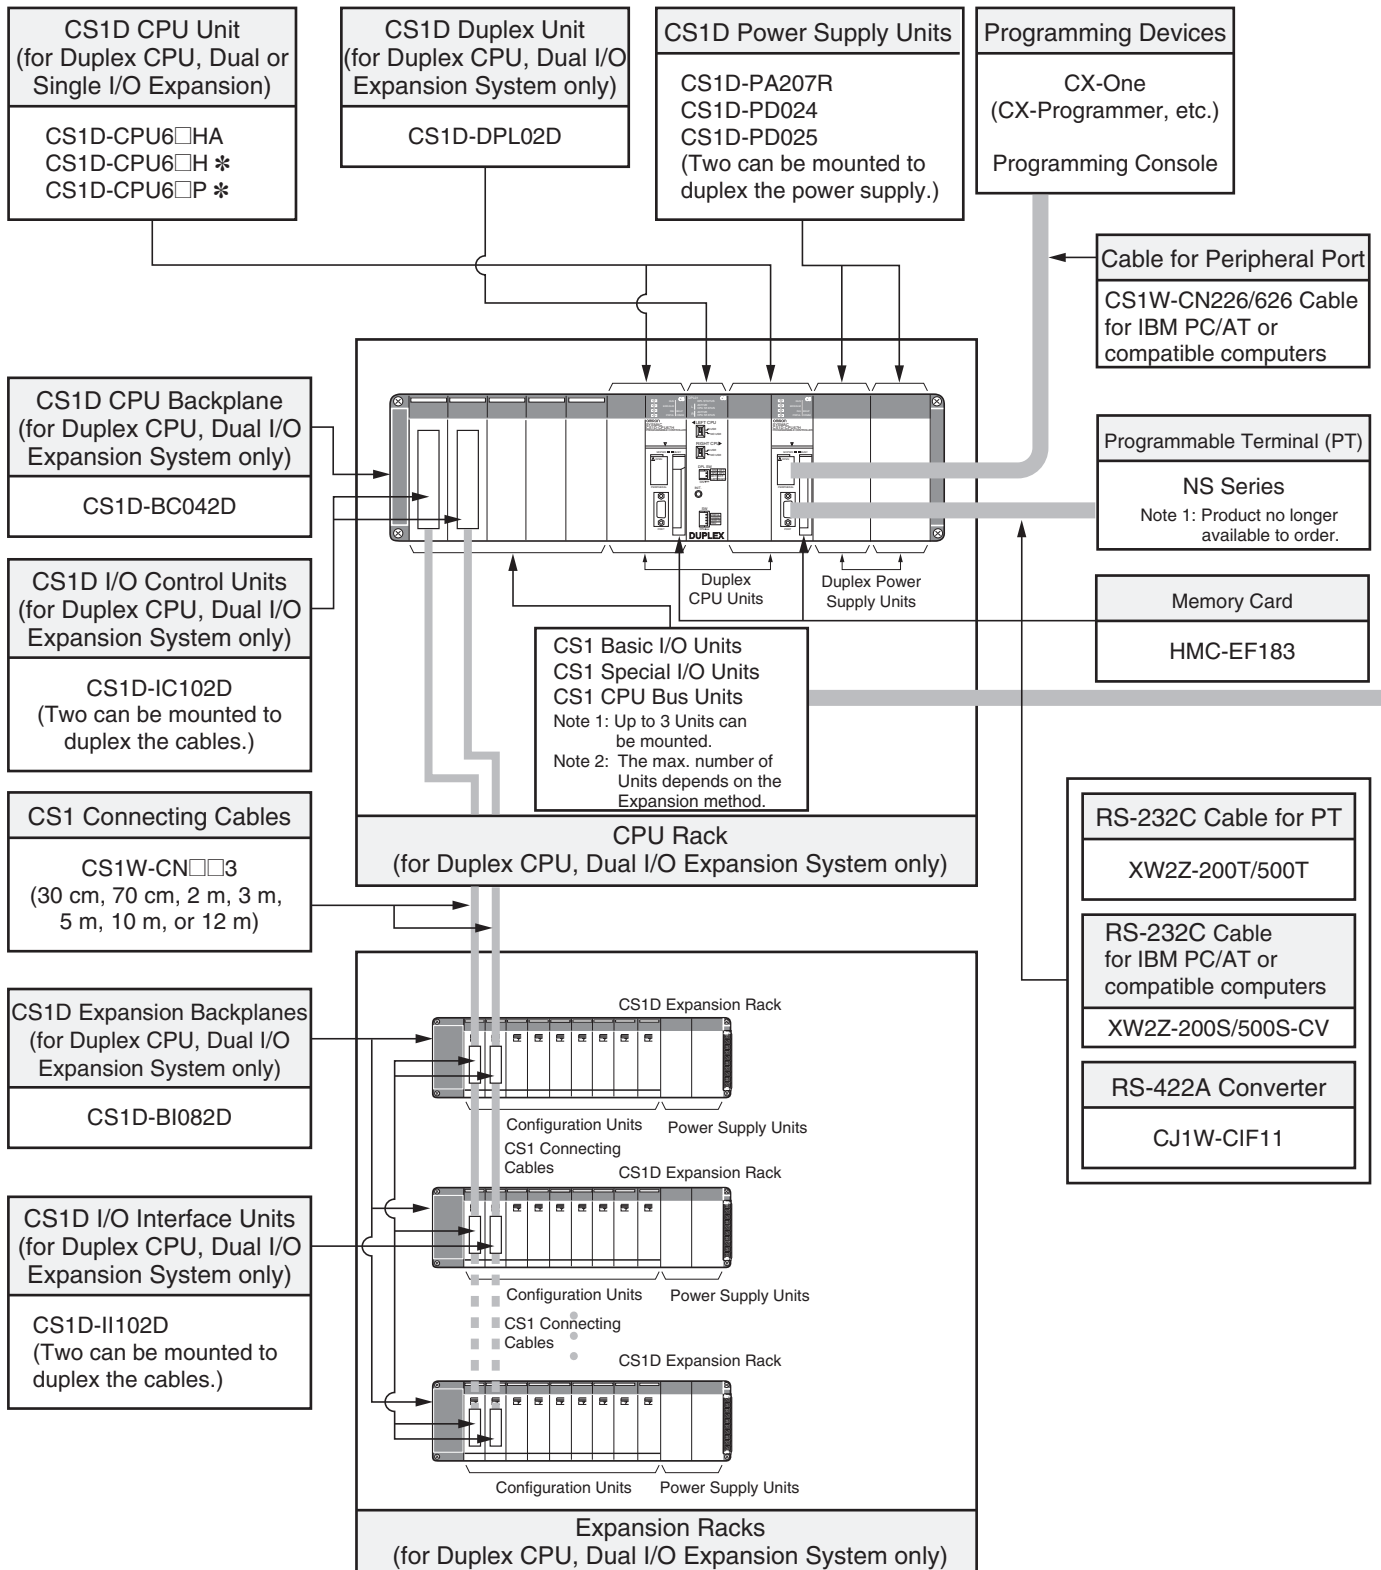 CS1D CPU Unit
(for Duplex CPU, Dual or
Single I/O Expansion)
CS1D-CPU6□HA
CS1D-CPU6□H ✻
CS1D-CPU6□P ✻
CS1D Duplex Unit
(for Duplex CPU, Dual I/O
Expansion System only)
CS1D-DPL02D
CS1D Power Supply Units
CS1D-PA207R
CS1D-PD024
CS1D-PD025
(Two can be mounted to
duplex the power supply.)
Programming Devices
CX-One
(CX-Programmer, etc.)
Programming Console
Cable for Peripheral Port
CS1W-CN226/626 Cable
for IBM PC/AT or
compatible computers
CS1D CPU Backplane
(for Duplex CPU, Dual I/O
Expansion System only)
CS1D-BC042D
LEFT CPU
RIGHT CPU
DPL SW
DUPLEX
Programmable Terminal (PT)
NS Series
Note 1: Product no longer
available to order.
CS1D I/O Control Units
(for Duplex CPU, Dual I/O
Expansion System only)
CS1D-IC102D
(Two can be mounted to
duplex the cables.)
Duplex
CPU Units
Duplex Power
Supply Units
Memory Card
HMC-EF183
CS1 Basic I/O Units
CS1 Special I/O Units
CS1 CPU Bus Units
Note 1: Up to 3 Units can
be mounted.
Note 2: The max. number of
Units depends on the
Expansion method.
CPU Rack
(for Duplex CPU, Dual I/O Expansion System only)
CS1 Connecting Cables
CS1W-CN□□3
(30 cm, 70 cm, 2 m, 3 m,
5 m, 10 m, or 12 m)
RS-232C Cable for PT
XW2Z-200T/500T
RS-232C Cable
for IBM PC/AT or
compatible computers
XW2Z-200S/500S-CV
RS-422A Converter
CJ1W-CIF11
CS1D Expansion Backplanes
(for Duplex CPU, Dual I/O
Expansion System only)
CS1D-BI082D
CS1D Expansion Rack
Configuration Units
Power Supply Units
CS1 Connecting
Cables
CS1D Expansion Rack
CS1D I/O Interface Units
(for Duplex CPU, Dual I/O
Expansion System only)
CS1D-II102D
(Two can be mounted to
duplex the cables.)
Configuration Units
Power Supply Units
CS1 Connecting
Cables
CS1D Expansion Rack
Configuration Units
Power Supply Units
Expansion Racks
(for Duplex CPU, Dual I/O Expansion System only)